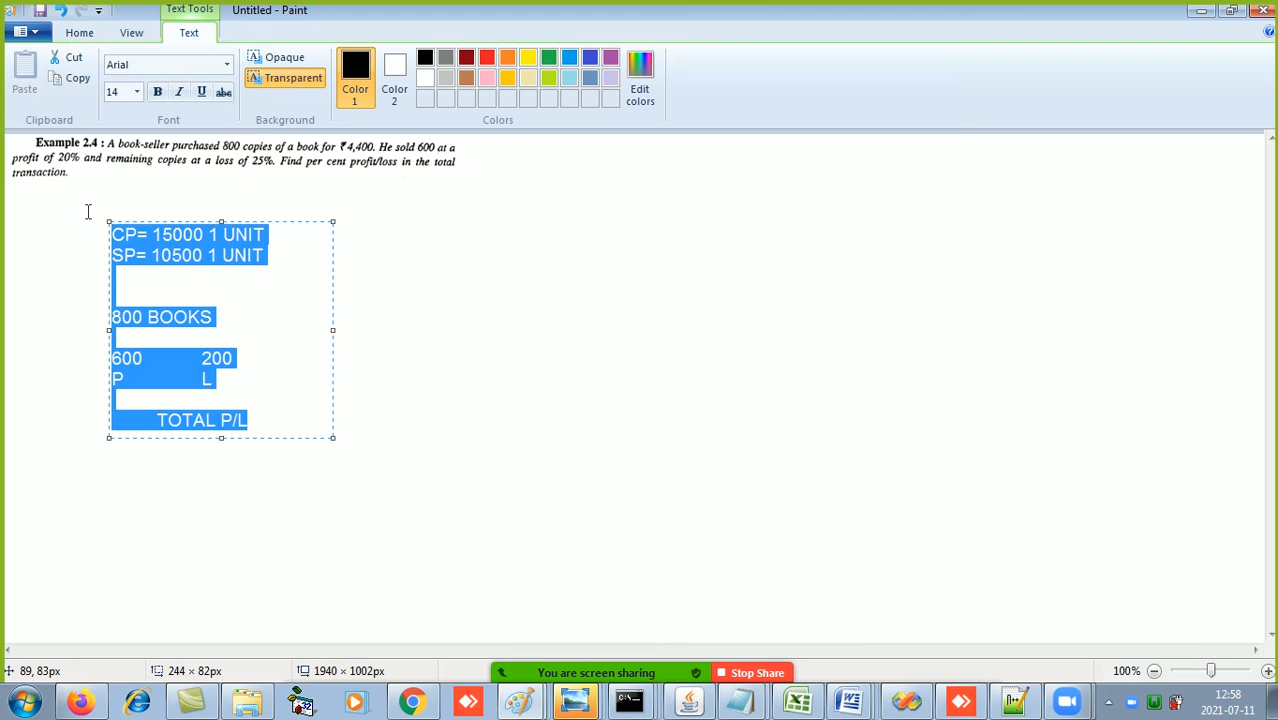 Text Tools
Untitled - Paint
Home View Text
Paste
Cut
Copy
Clipboard
Arial
14
B I U abc
Font
Opaque
Transparent
Background
Color 1
Color 2
Edit colors
Colors
Example 2.4 : A book-seller purchased 800 copies of a book for ₹ 4,400. He sold 600 at a
profit of 20% and remaining copies at a loss of 25%. Find per cent profit/loss in the total
transaction.
CP= 15000 1 UNIT
SP= 10500 1 UNIT
800 BOOKS
600 200
P L
TOTAL P/L
89, 83px
244 × 82px
1940 × 1002px
You are screen sharing
Stop Share
100%
32
12:58
2021-07-11